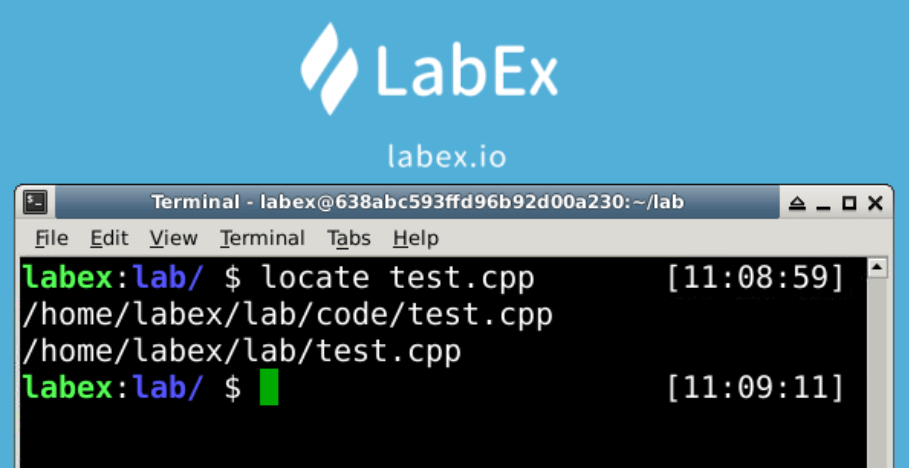 LabEx
labex.io
Terminal - labex@638abc593ffd96b92d00a230:~/lab
File Edit View Terminal Tabs Help
labex:lab/ $ locate test.cpp [11:08:59]
/home/labex/lab/code/test.cpp
/home/labex/lab/test.cpp
labex:lab/ $ [11:09:11]